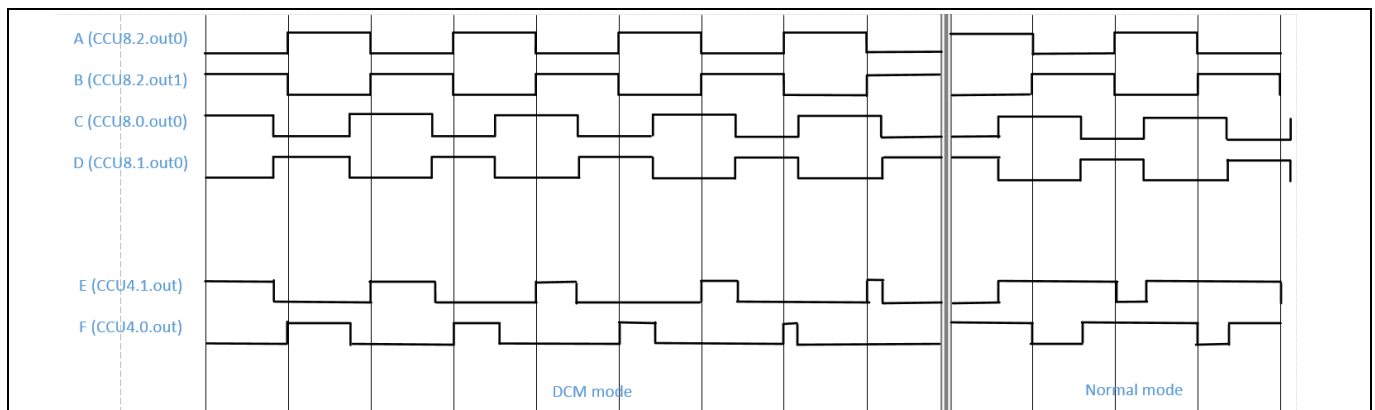 A (CCU8.2.out0)
B (CCU8.2.out1)
C (CCU8.0.out0)
D (CCU8.1.out0)
E (CCU4.1.out)
F (CCU4.0.out)
DCM mode
Normal mode